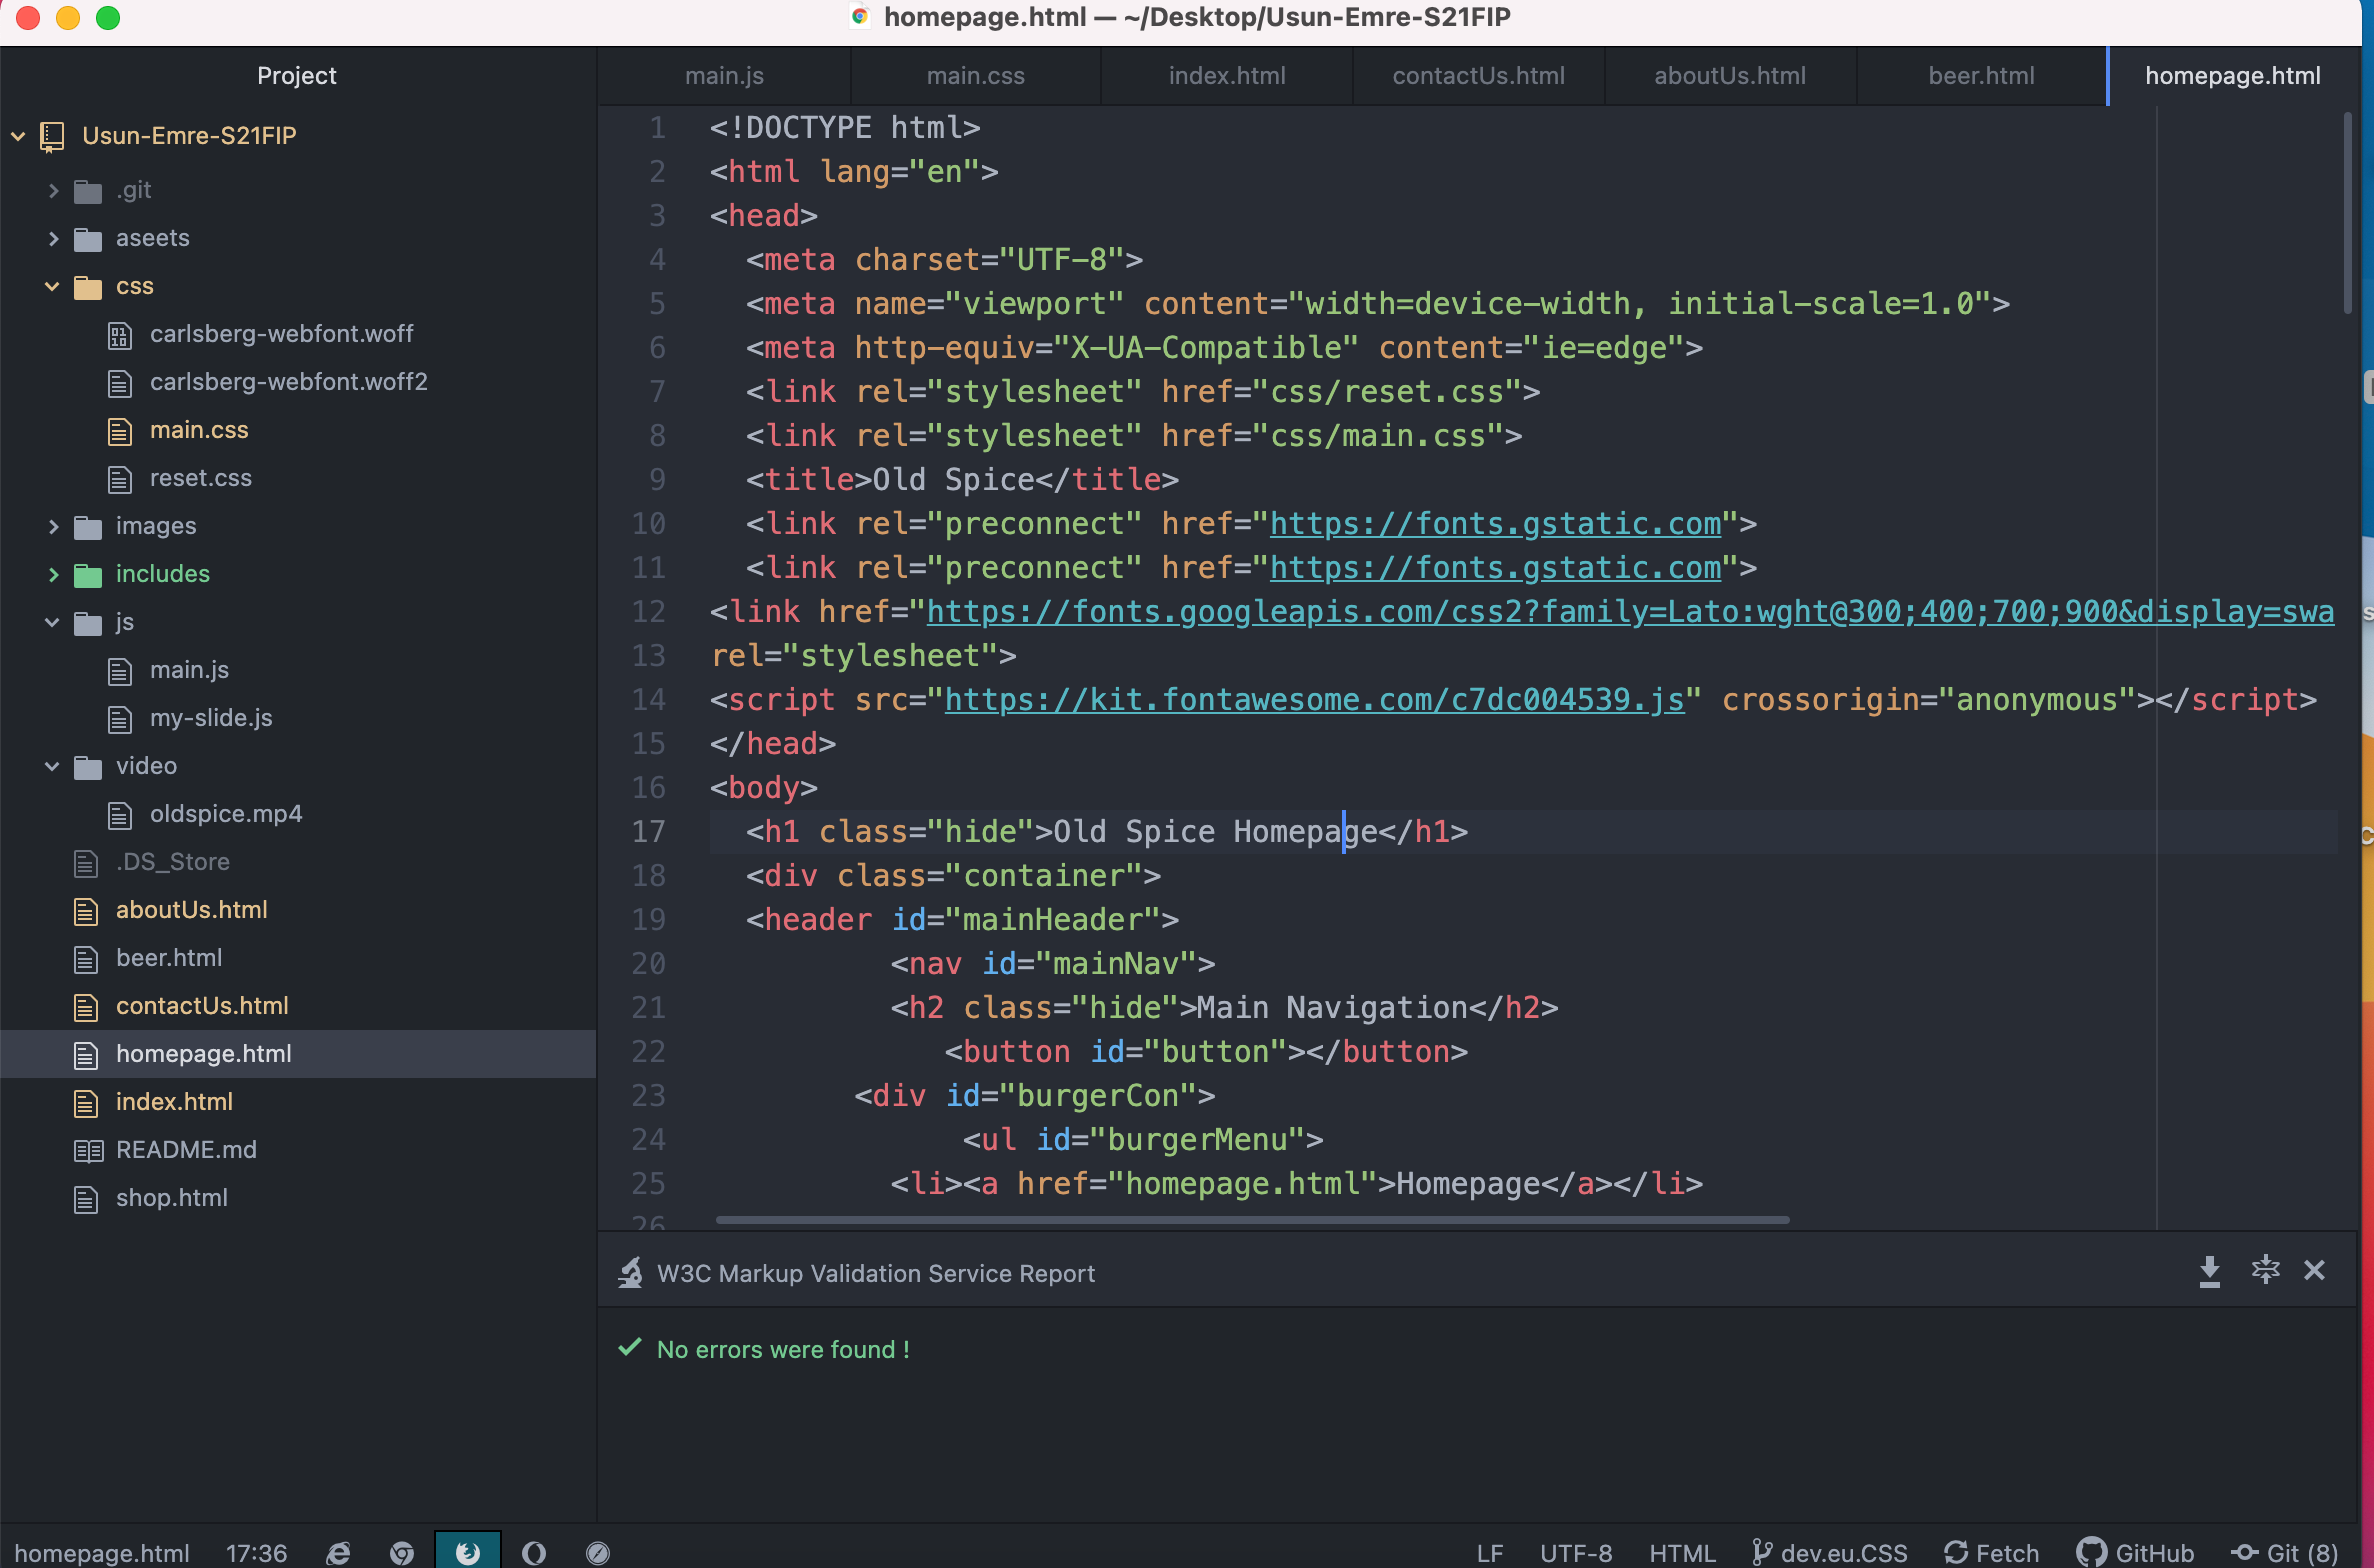 homepage.html — ~/Desktop/Usun-Emre-S21FIP
Project
Usun-Emre-S21FIP
.git
aseets
css
carlsberg-webfont.woff
carlsberg-webfont.woff2
main.css
reset.css
images
includes
js
main.js
my-slide.js
video
oldspice.mp4
.DS_Store
aboutUs.html
beer.html
contactUs.html
homepage.html
index.html
README.md
shop.html
main.js main.css index.html contactUs.html aboutUs.html beer.html homepage.html
1 <!DOCTYPE html>
2 <html lang="en">
3 <head>
4 <meta charset="UTF-8">
5 <meta name="viewport" content="width=device-width, initial-scale=1.0">
6 <meta http-equiv="X-UA-Compatible" content="ie=edge">
7 <link rel="stylesheet" href="css/reset.css">
8 <link rel="stylesheet" href="css/main.css">
9 <title>Old Spice</title>
10 <link rel="preconnect" href="https://fonts.gstatic.com">
11 <link rel="preconnect" href="https://fonts.gstatic.com">
12 <link href="https://fonts.googleapis.com/css2?family=Lato:wght@300;400;700;900&display=swa
13 rel="stylesheet">
14 <script src="https://kit.fontawesome.com/c7dc004539.js" crossorigin="anonymous"></script>
15 </head>
16 <body>
17 <h1 class="hide">Old Spice Homepage</h1>
18 <div class="container">
19 <header id="mainHeader">
20 <nav id="mainNav">
21 <h2 class="hide">Main Navigation</h2>
22 <button id="button"></button>
23 <div id="burgerCon">
24 <ul id="burgerMenu">
25 <li><a href="homepage.html">Homepage</a></li>
26
W3C Markup Validation Service Report
No errors were found !
homepage.html 17:36 LF UTF-8 HTML dev.eu.CSS Fetch GitHub Git (8)